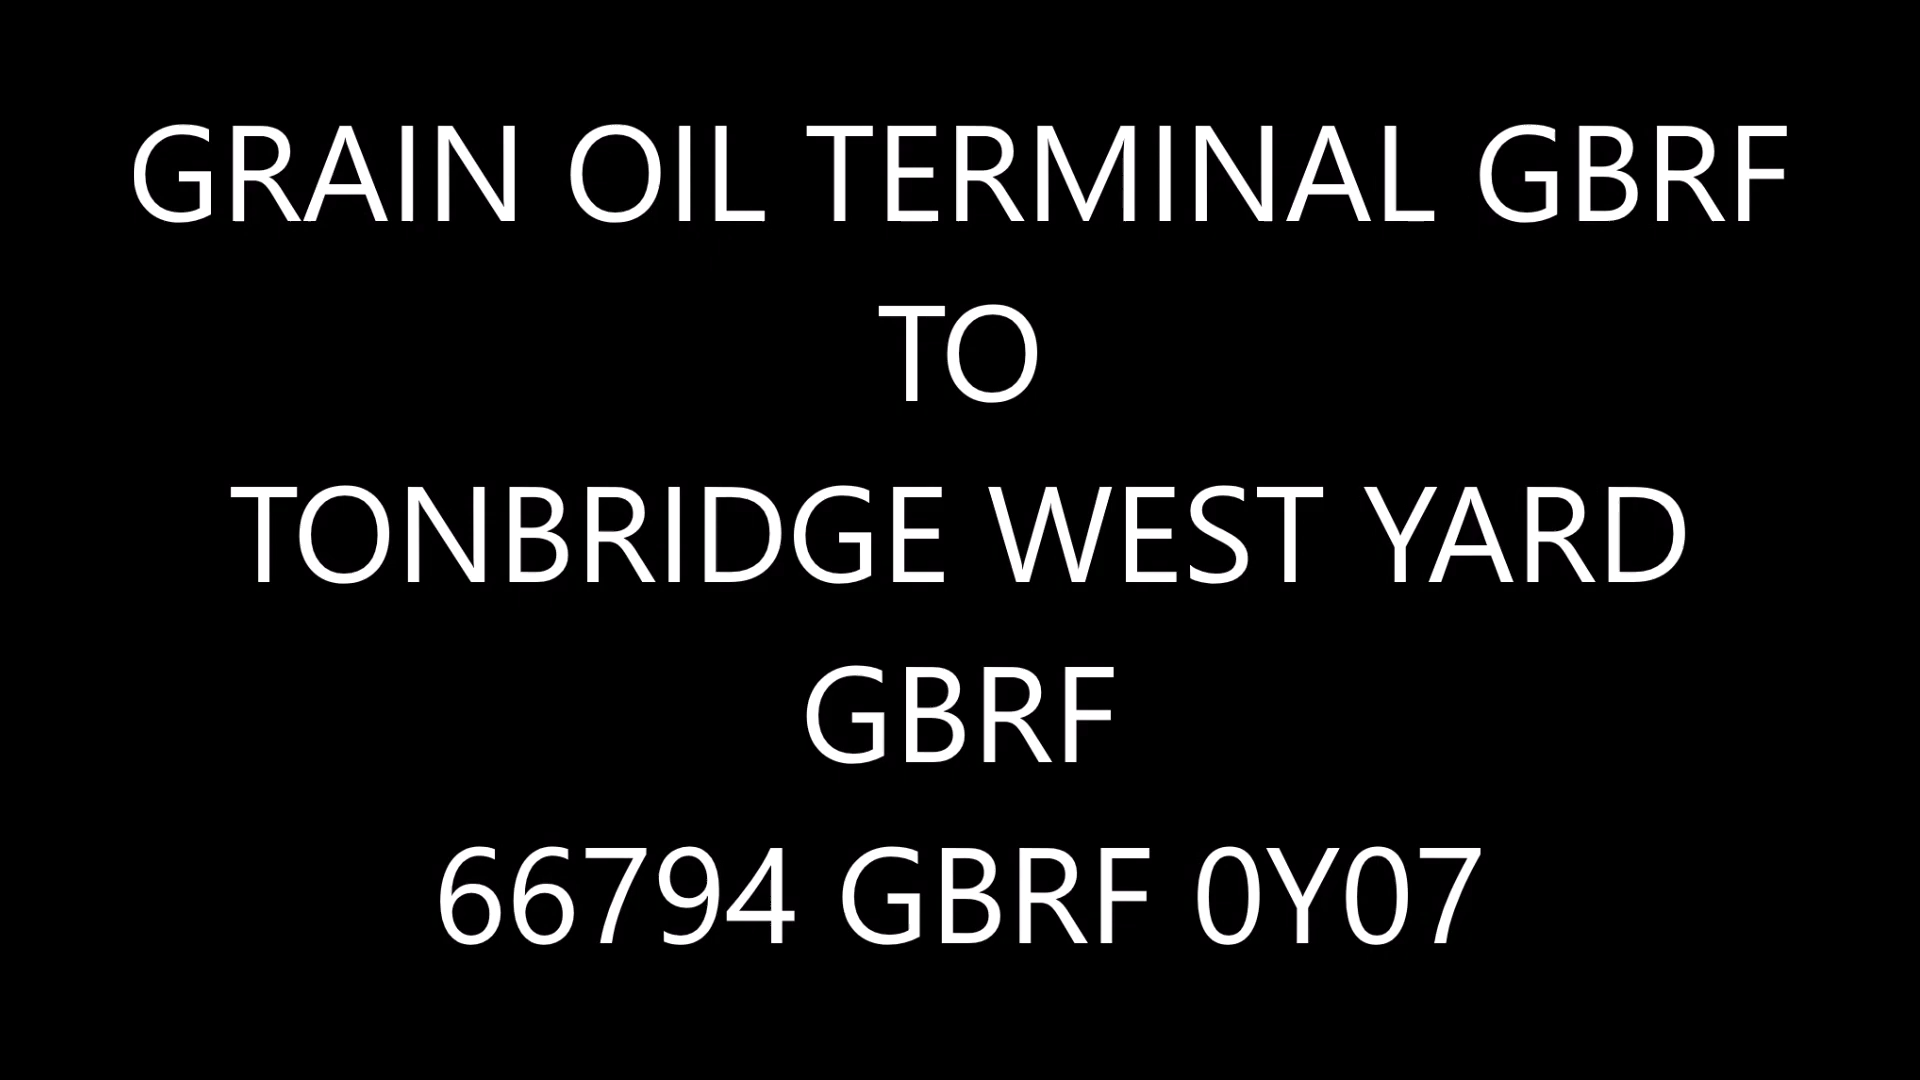 GRAIN OIL TERMINAL GBRF
TO
TONBRIDGE WEST YARD
GBRF
66794 GBRF 0Y07